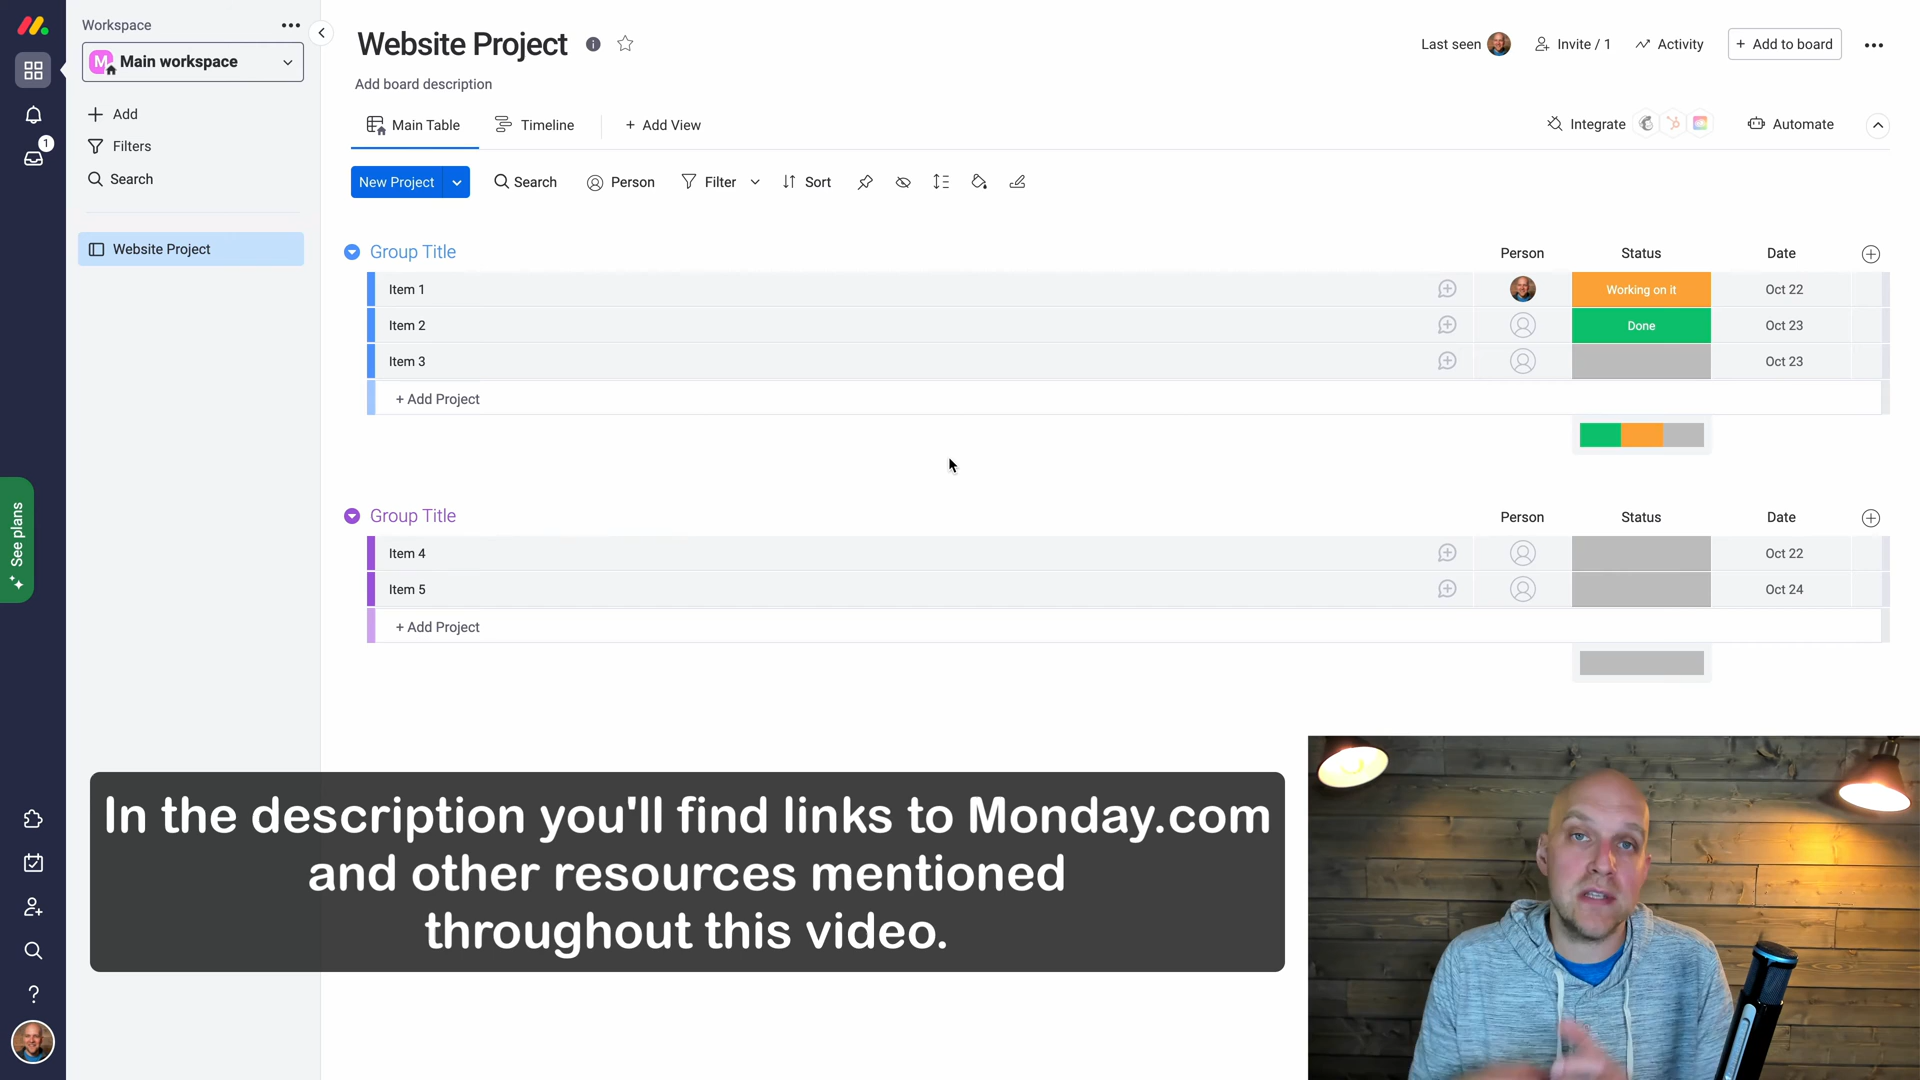 Workspace
M Main workspace
Add
Filters
Search
Website Project
1
See plans
?
Website Project
Last seen
Invite / 1
Activity
+ Add to board
Add board description
Main Table
Timeline
+ Add View
Integrate
Automate
New Project
Search
Person
Filter
Sort
Group Title
Person
Status
Date
Item 1
Working on it
Oct 22
Item 2
Done
Oct 23
Item 3
Oct 23
+ Add Project
Group Title
Person
Status
Date
Item 4
Oct 22
Item 5
Oct 24
+ Add Project
In the description you'll find links to Monday.com
and other resources mentioned
throughout this video.